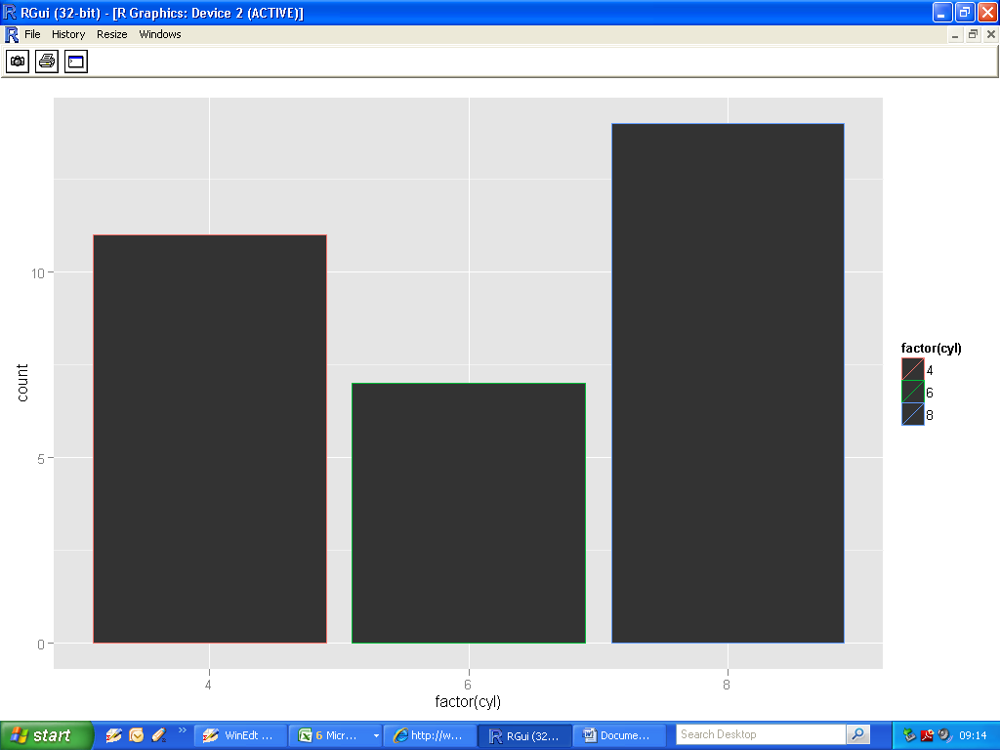 RGui (32-bit) - [R Graphics: Device 2 (ACTIVE)]
R File History Resize Windows
10
5
0
count
4 6 8
factor(cyl)
factor(cyl)
4
6
8
start WinEdt ... 6 Micr... http://w... RGui (32... Docume... Search Desktop 09:14